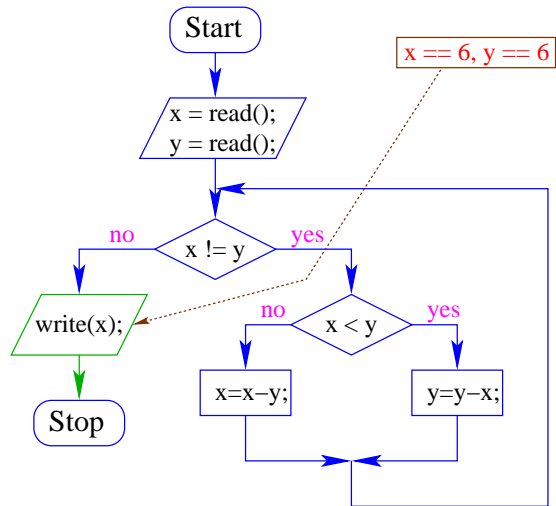 Start
x == 6, y == 6
x = read();
y = read();
no
x != y
yes
write(x);
no
x < y
yes
x=x−y;
y=y−x;
Stop